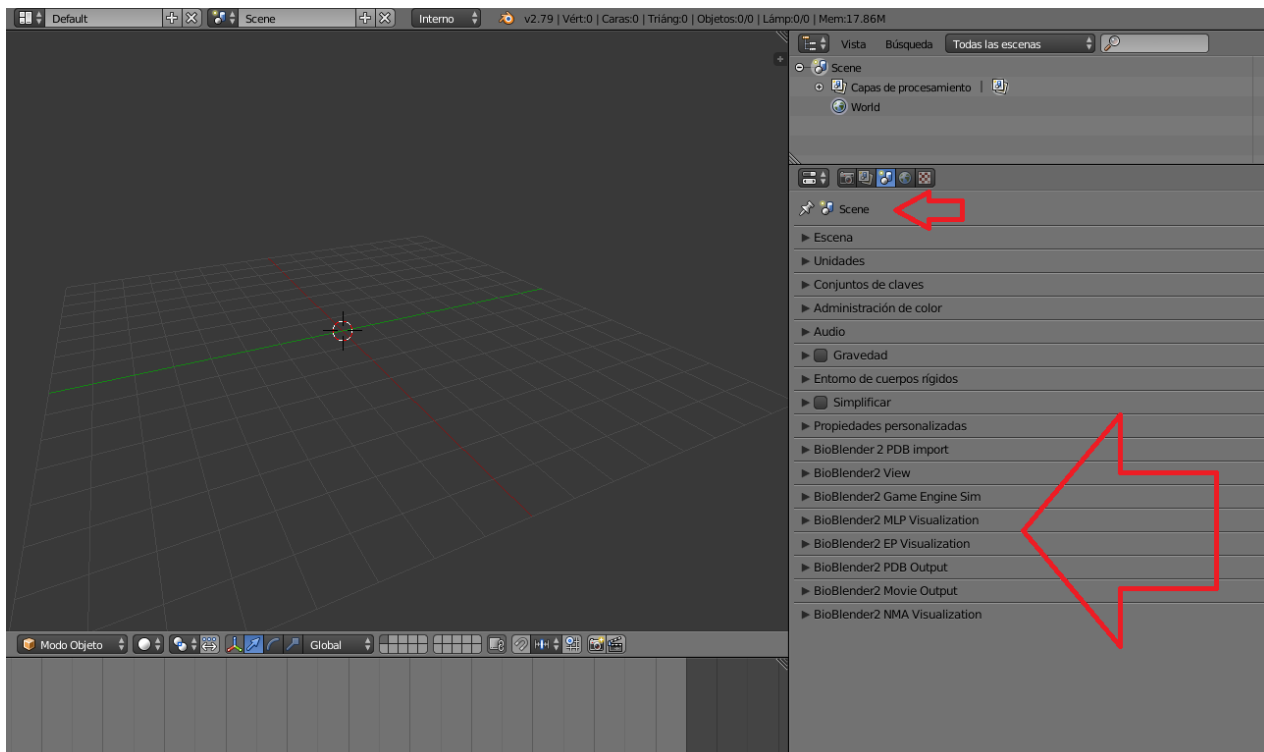 Default Scene Interno v2.79 | Vért:0 | Caras:0 | Triáng:0 | Objetos:0/0 | Lámp:0/0 | Mem:17.86M
Vista Búsqueda Todas las escenas
Scene
Capas de procesamiento |
World
Scene
Escena
Unidades
Conjuntos de claves
Administración de color
Audio
Gravedad
Entorno de cuerpos rígidos
Simplificar
Propiedades personalizadas
BioBlender 2 PDB import
BioBlender2 View
BioBlender2 Game Engine Sim
BioBlender2 MLP Visualization
BioBlender2 EP Visualization
BioBlender2 PDB Output
BioBlender2 Movie Output
BioBlender2 NMA Visualization
Modo Objeto Global